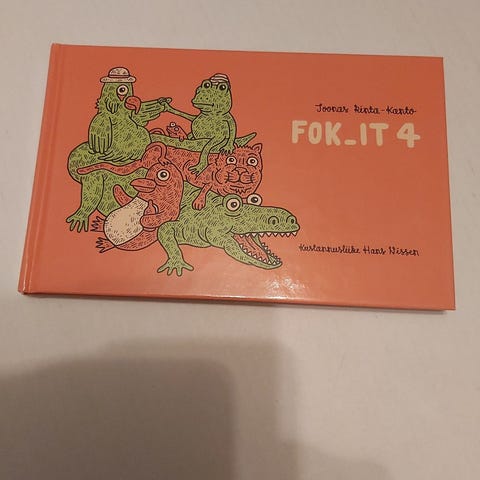 Joonas Rinta-Kanto
FOK_IT 4
Kustannusliike Hans Nissen